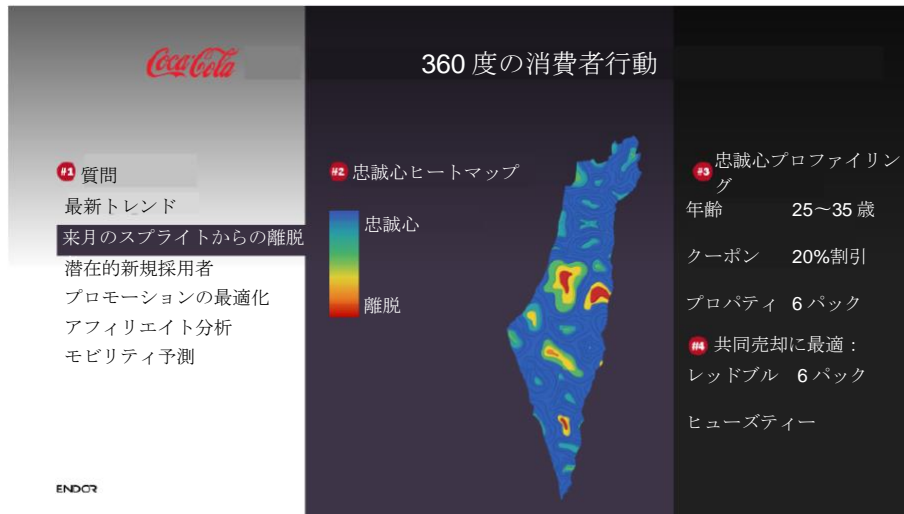 Coca-Cola
360 度の消費者行動
#1 質問
最新トレンド
来月のスプライトからの離脱
潜在的新規採用者
プロモーションの最適化
アフィリエイト分析
モビリティ予測
ENDOR
#2 忠誠心ヒートマップ
忠誠心
離脱
#3 忠誠心プロファイリン
グ
年齢 25～35 歳
クーポン 20%割引
プロパティ 6 パック
#4 共同売却に最適：
レッドブル 6 パック
ヒューズティー